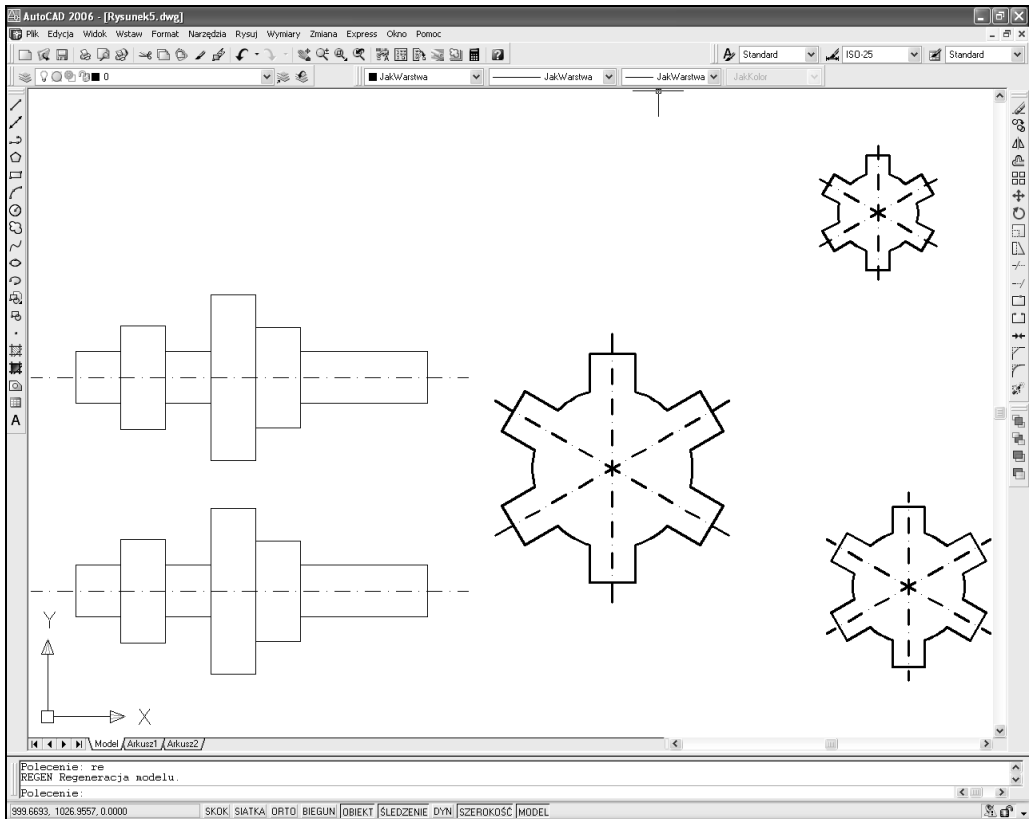 AutoCAD 2006 - [Rysunek5.dwg]
Plik Edycja Widok Wstaw Format Narzędzia Rysuj Wymiary Zmiana Express Okno Pomoc
Standard ISO-25 Standard
0 JakWarstwa JakWarstwa JakWarstwa JakKolor
A
Y
X
Model Arkusz1 Arkusz2
Polecenie: re
REGEN Regeneracja modelu.
Polecenie:
999.6693, 1026.9557, 0.0000 SKOK SIATKA ORTO BIEGUN OBIEKT ŚLEDZENIE DYN SZEROKOŚĆ MODEL